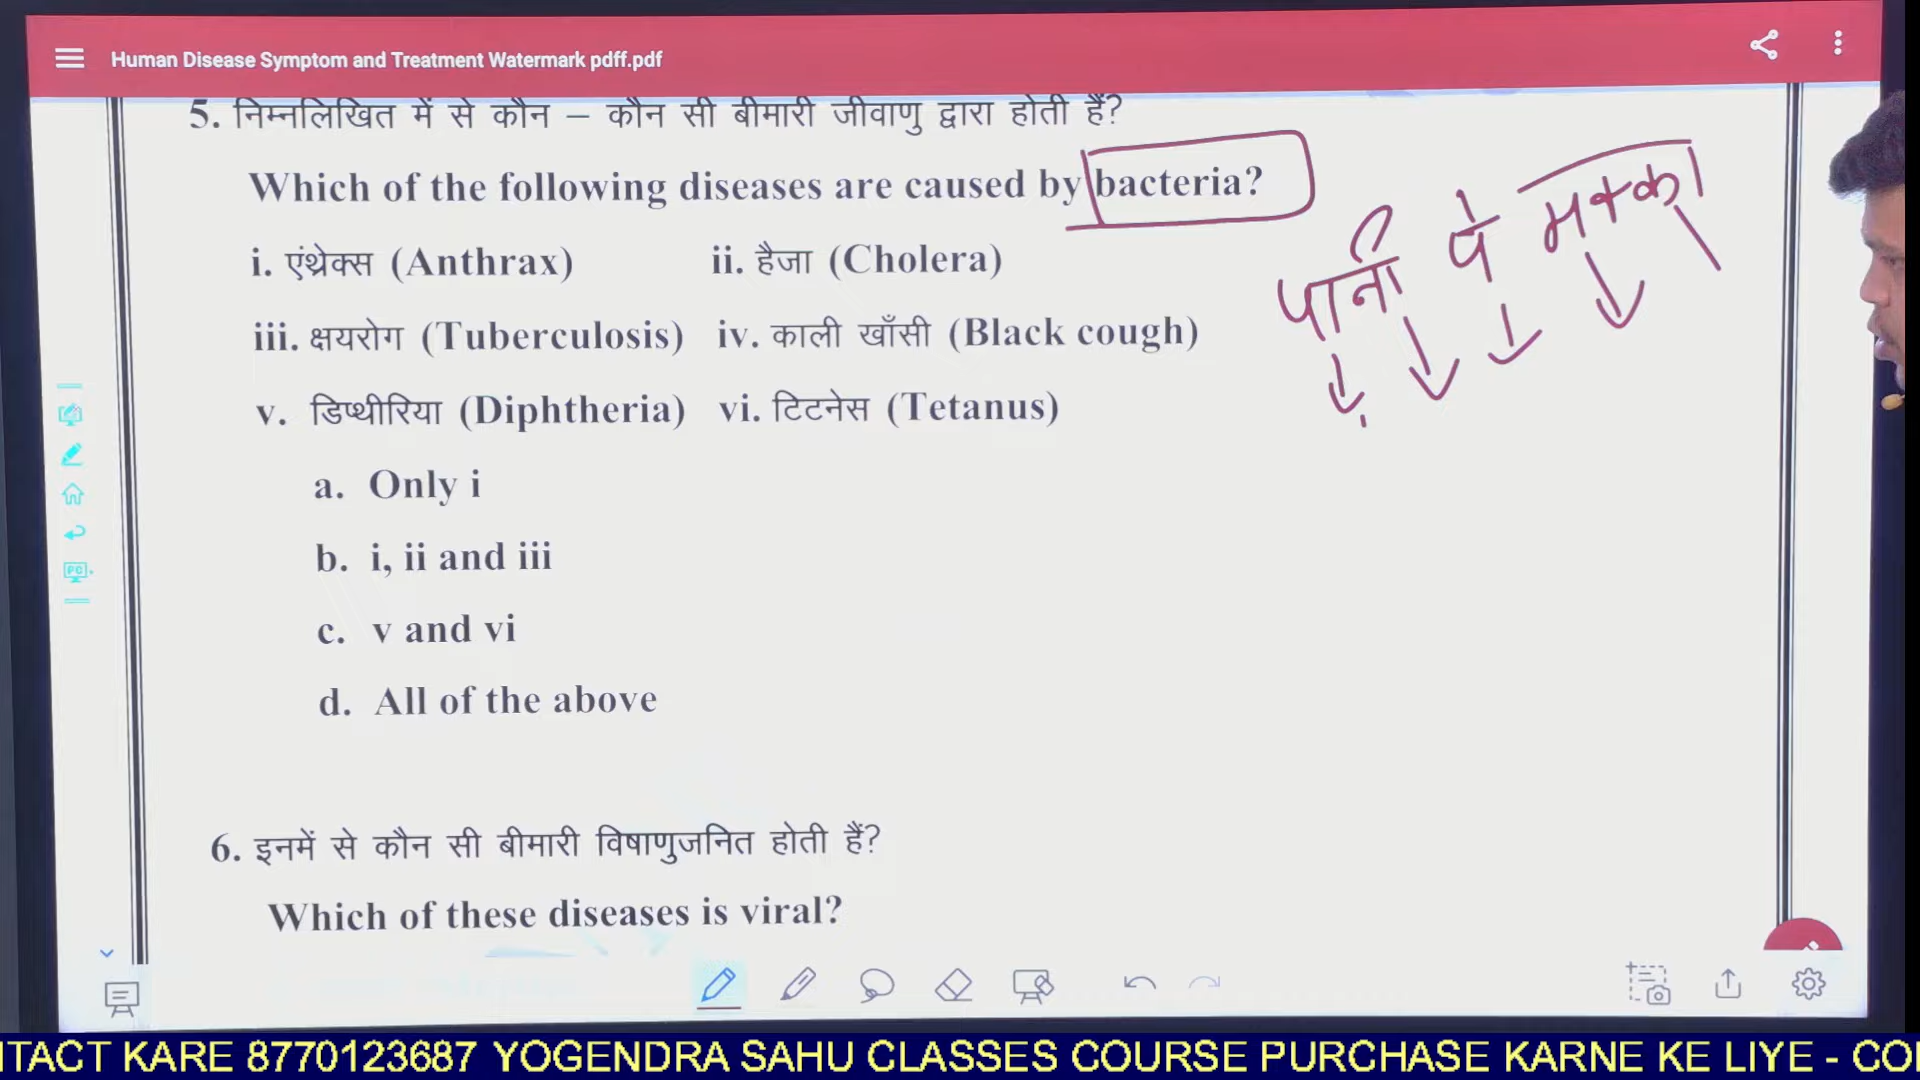 Human Disease Symptom and Treatment Watermark pdff.pdf
5. निम्नलिखित में से कौन – कौन सी बीमारी जीवाणु द्वारा होती हैं?
Which of the following diseases are caused by bacteria?
i. एंथ्रेक्स (Anthrax) ii. हैजा (Cholera)
iii. क्षयरोग (Tuberculosis) iv. काली खाँसी (Black cough)
v. डिप्थीरिया (Diphtheria) vi. टिटनेस (Tetanus)
पानी पे
a. Only i
b. i, ii and iii
c. v and vi
d. All of the above
6. इनमें से कौन सी बीमारी विषाणुजनित होती हैं?
Which of these diseases is viral?
NTACT KARE 8770123687 YOGENDRA SAHU CLASSES COURSE PURCHASE KARNE KE LIYE - CO